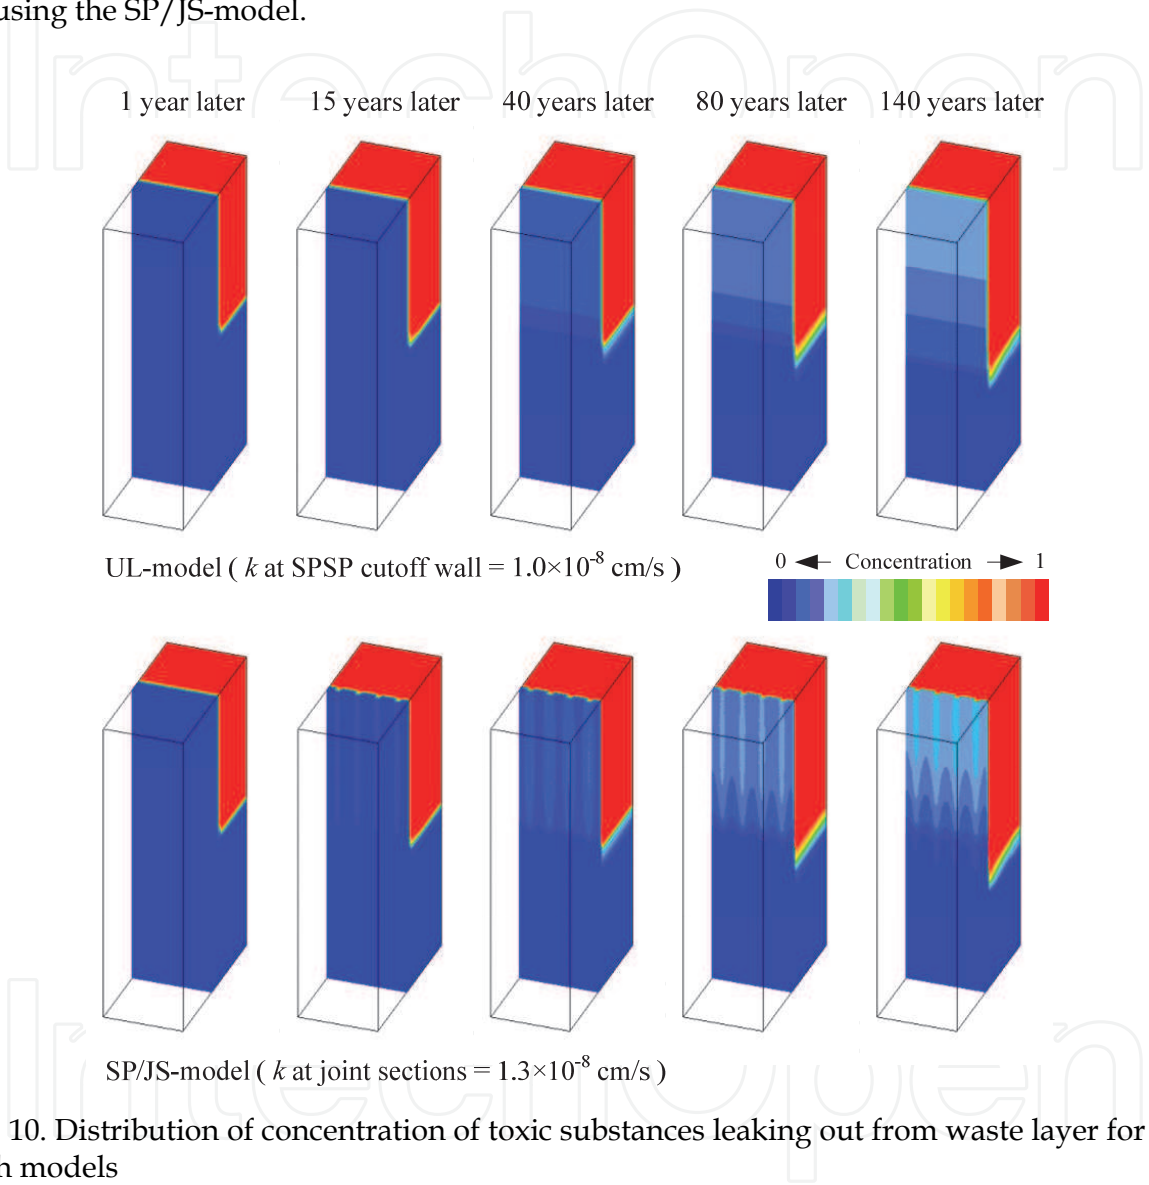 using the SP/JS-model.
IntechOpen
1 year later 15 years later 40 years later 80 years later 140 years later
UL-model ( k at SPSP cutoff wall = 1.0×10⁻⁸ cm/s )
0 Concentration 1
SP/JS-model ( k at joint sections = 1.3×10⁻⁸ cm/s )
IntechOpen
10. Distribution of concentration of toxic substances leaking out from waste layer for
h models